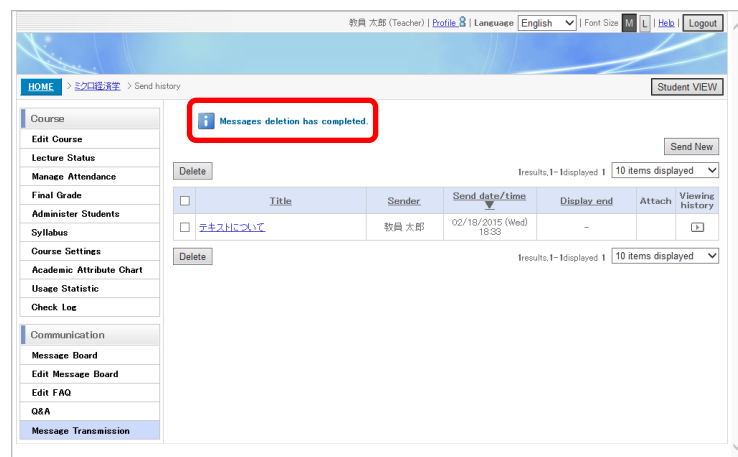 教員 太郎 (Teacher) | Profile | Language English | Font Size M L | Help | Logout
HOME > ミクロ経済学 > Send history
Student VIEW
Course
Edit Course
Lecture Status
Manage Attendance
Final Grade
Administer Students
Syllabus
Course Settings
Academic Attribute Chart
Usage Statistic
Check Log
Communication
Message Board
Edit Message Board
Edit FAQ
Q&A
Message Transmission
Messages deletion has completed.
Send New
Delete 1results,1-1displayed 1 10 items displayed
Title Sender Send date/time ▼ Display end Attach Viewing history
テキストについて 教員 太郎 02/18/2015 (Wed) 18:33 -
Delete 1results,1-1displayed 1 10 items displayed